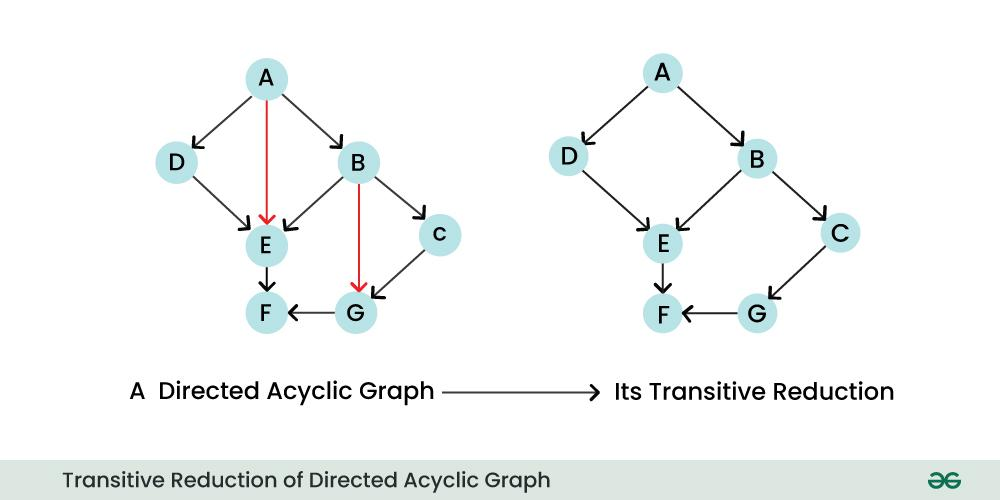 A
A
D
B
D
B
E
c
E
C
F
G
F
G
A Directed Acyclic Graph
Its Transitive Reduction
Transitive Reduction of Directed Acyclic Graph